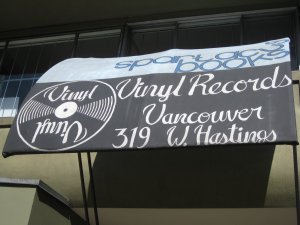 spartacus
books
Vinyl Records
Vancouver
319 W. Hastings
Vinyl
Vinyl